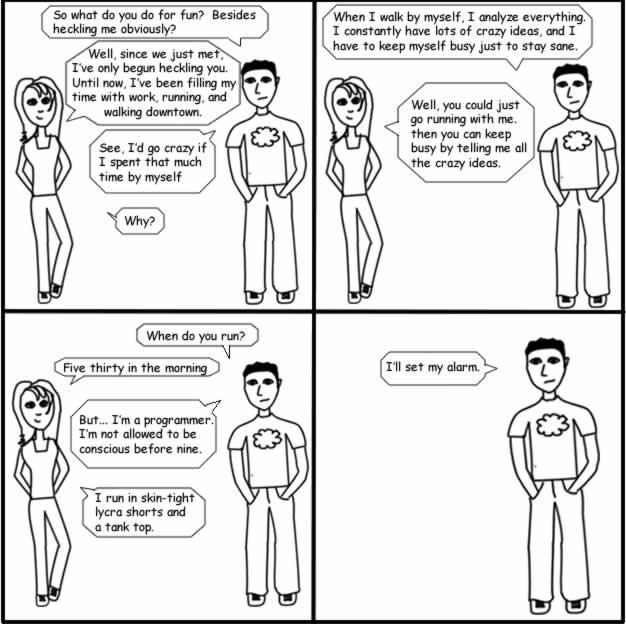 So what do you do for fun?  Besides
heckling me obviously?
Well, since we just met,
I've only begun heckling you.
Until now, I've been filling my
time with work, running, and
walking downtown.
See, I'd go crazy if
I spent that much
time by myself
Why?
When I walk by myself, I analyze everything.
I constantly have lots of crazy ideas, and I
have to keep myself busy just to stay sane.
Well, you could just
go running with me.
then you can keep
busy by telling me all
the crazy ideas.
When do you run?
Five thirty in the morning
But... I'm a programmer.
I'm not allowed to be
conscious before nine.
I run in skin-tight
lycra shorts and
a tank top.
I'll set my alarm.